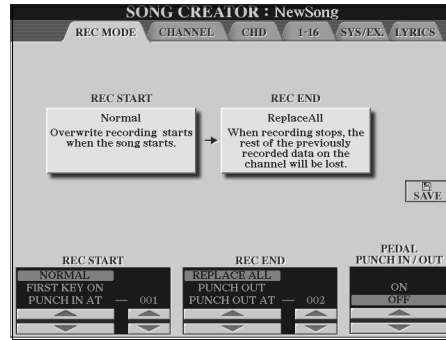 SONG CREATOR : NewSong
REC MODE CHANNEL CHD 1-16 SYS/EX. LYRICS
REC START
Normal
Overwrite recording starts
when the song starts.
REC END
ReplaceAll
When recording stops, the
rest of the previously
recorded data on the
channel will be lost.
SAVE
REC START
NORMAL
FIRST KEY ON
PUNCH IN AT — 001
REC END
REPLACE ALL
PUNCH OUT
PUNCH OUT AT — 002
PEDAL
PUNCH IN / OUT
ON
OFF